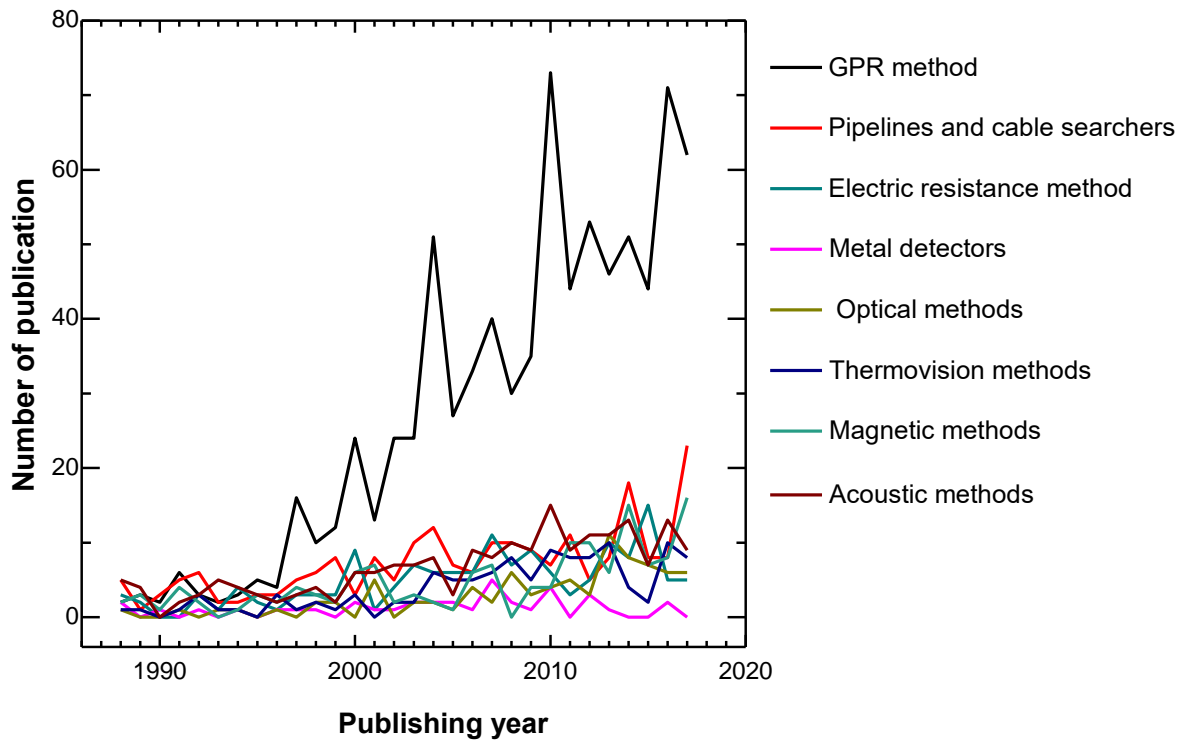 80
60
40
20
0
Number of publication
1990
2000
2010
2020
Publishing year
GPR method
Pipelines and cable searchers
Electric resistance method
Metal detectors
Optical methods
Thermovision methods
Magnetic methods
Acoustic methods